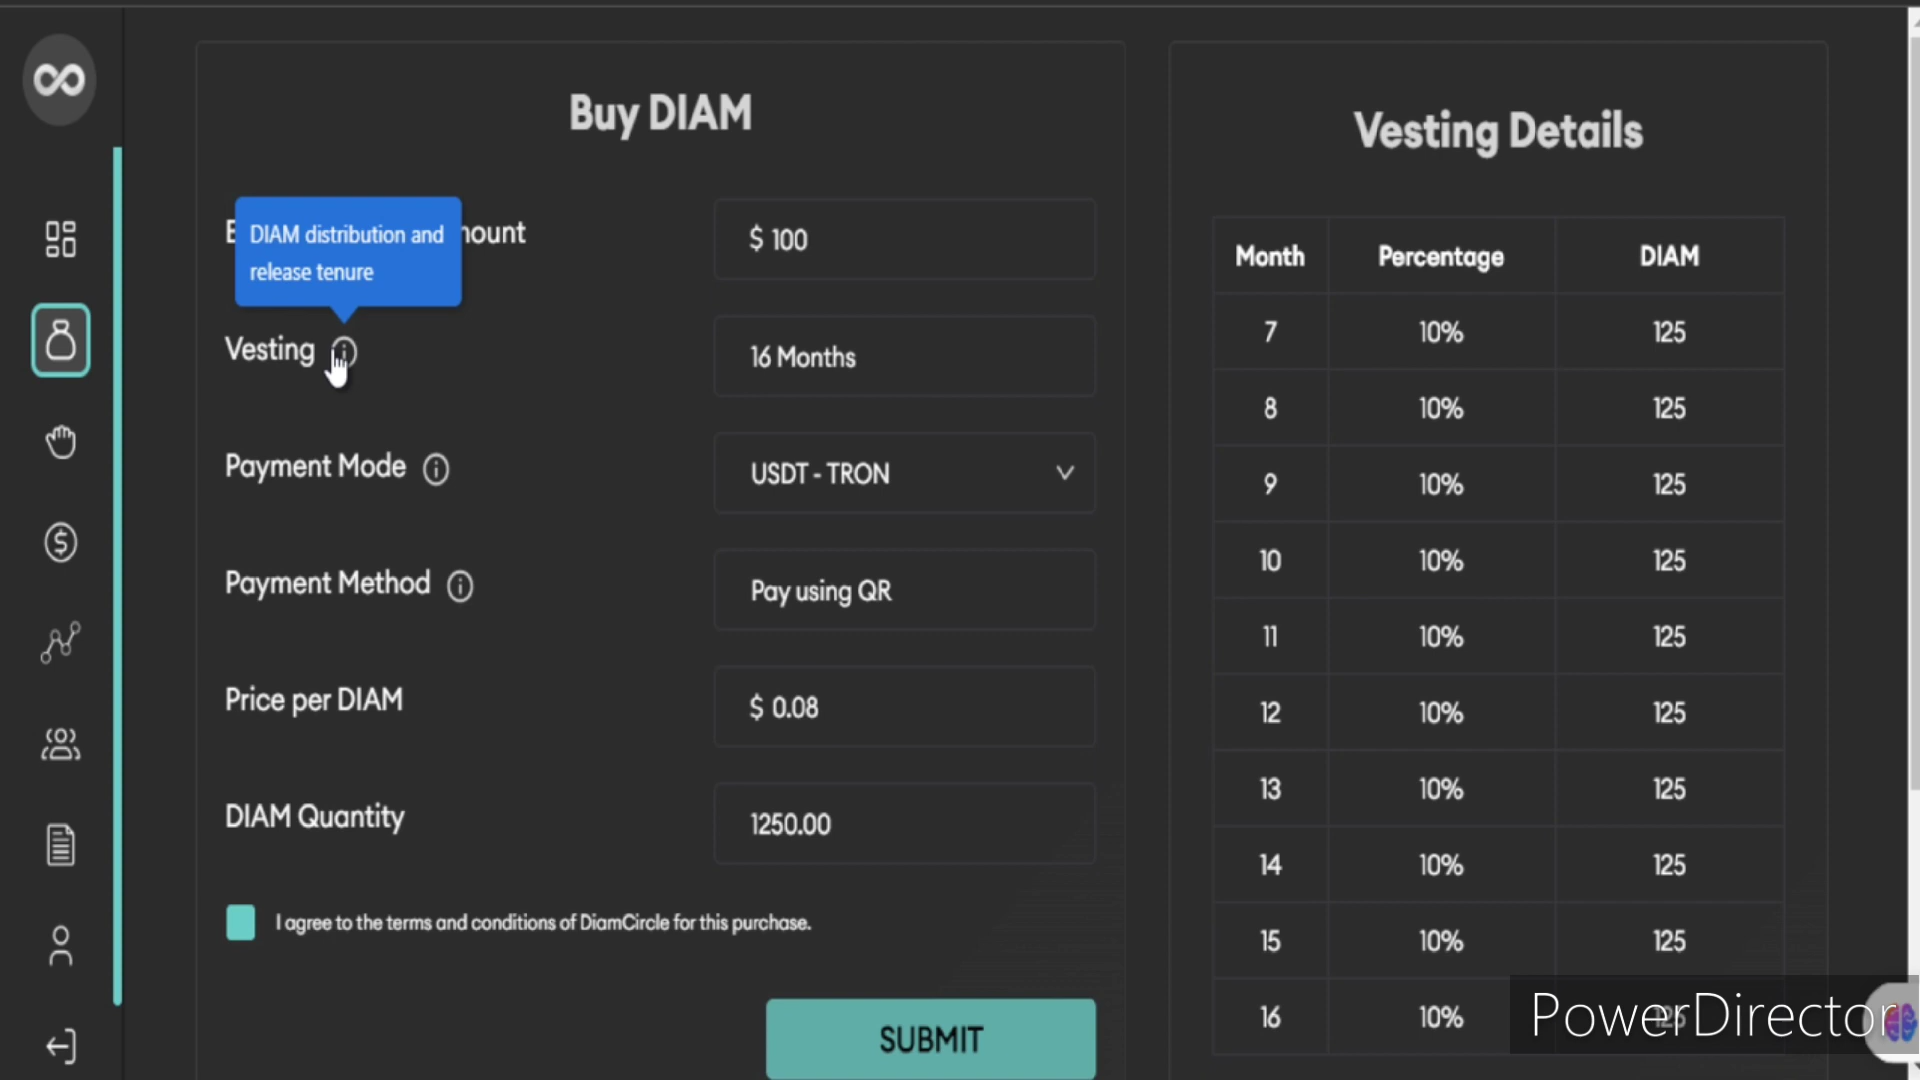 Buy DIAM
DIAM distribution and
release tenure
$ 100
Vesting
16 Months
Payment Mode
USDT - TRON
Payment Method
Pay using QR
Price per DIAM
$ 0.08
DIAM Quantity
1250.00
I agree to the terms and conditions of DiamCircle for this purchase.
SUBMIT
Vesting Details
Month Percentage DIAM
7 10% 125
8 10% 125
9 10% 125
10 10% 125
11 10% 125
12 10% 125
13 10% 125
14 10% 125
15 10% 125
16 10% 125
PowerDirector